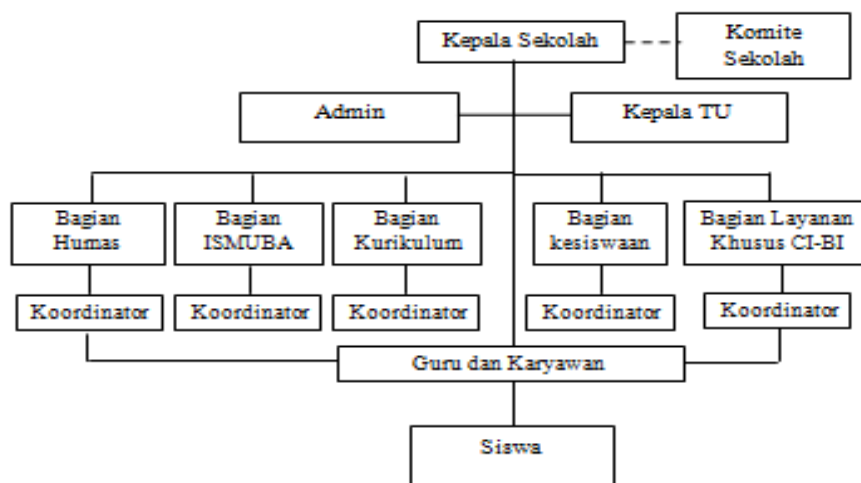 Kepala Sekolah
Komite
Sekolah
Admin
Kepala TU
Bagian
Humas
Bagian
ISMUBA
Bagian
Kurikulum
Bagian
kesiswaan
Bagian Layanan
Khusus CI-BI
Koordinator
Koordinator
Koordinator
Koordinator
Koordinator
Guru dan Karyawan
Siswa